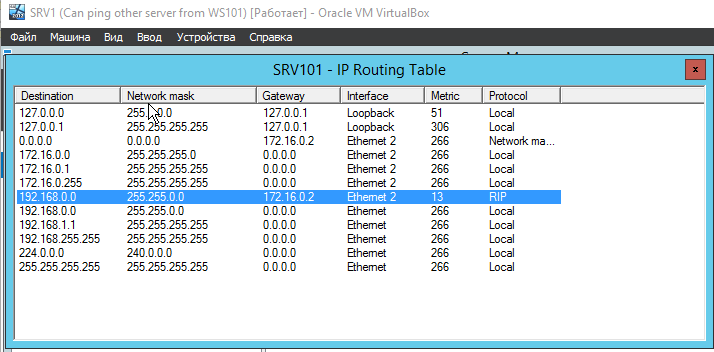 SRV1 (Can ping other server from WS101) [Работает] - Oracle VM VirtualBox
Файл Машина Вид Ввод Устройства Справка
SRV101 - IP Routing Table
x
Destination Network mask Gateway Interface Metric Protocol
127.0.0.0 127.0.0.1 Loopback 51 Local
127.0.0.1 255.255.255.255 127.0.0.1 Loopback 306 Local
0.0.0.0 0.0.0.0 172.16.0.2 Ethernet 2 266 Network ma...
172.16.0.0 255.255.255.0 0.0.0.0 Ethernet 2 266 Local
172.16.0.1 255.255.255.255 0.0.0.0 Ethernet 2 266 Local
172.16.0.255 255.255.255.255 0.0.0.0 Ethernet 2 266 Local
192.168.0.0 255.255.0.0 172.16.0.2 Ethernet 2 13 RIP
192.168.0.0 255.255.0.0 0.0.0.0 Ethernet 266 Local
192.168.1.1 255.255.255.255 0.0.0.0 Ethernet 266 Local
192.168.255.255 255.255.255.255 0.0.0.0 Ethernet 266 Local
224.0.0.0 240.0.0.0 0.0.0.0 Ethernet 266 Local
255.255.255.255 255.255.255.255 0.0.0.0 Ethernet 266 Local